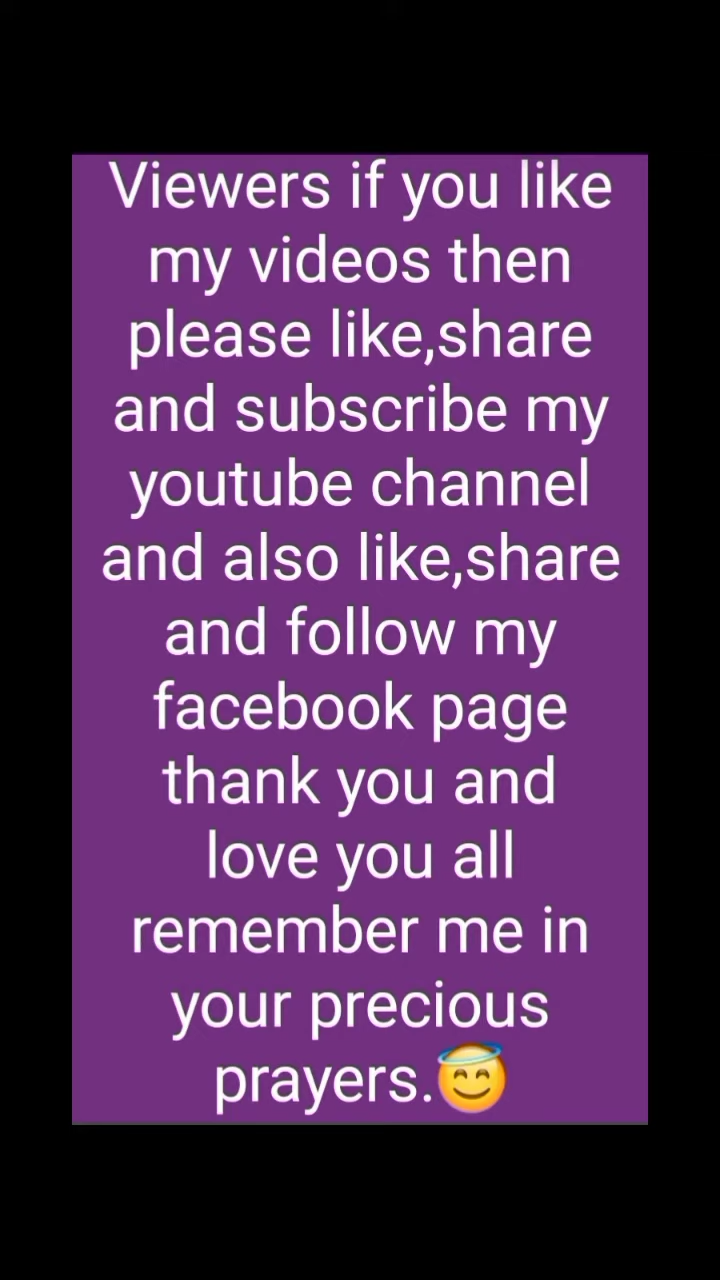 Viewers if you like
my videos then
please like,share
and subscribe my
youtube channel
and also like,share
and follow my
facebook page
thank you and
love you all
remember me in
your precious
prayers.😇